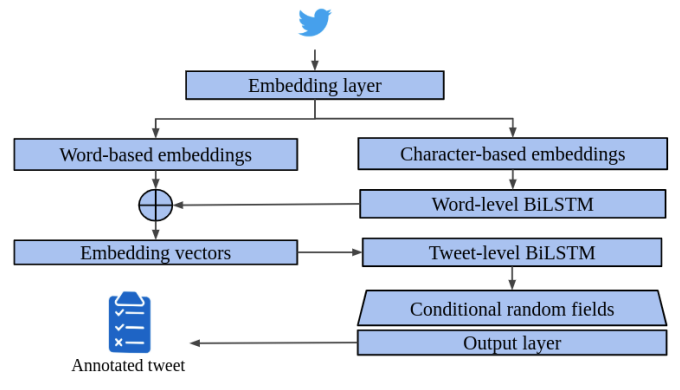 Embedding layer
Word-based embeddings
Character-based embeddings
Word-level BiLSTM
Embedding vectors
Tweet-level BiLSTM
Conditional random fields
Output layer
Annotated tweet